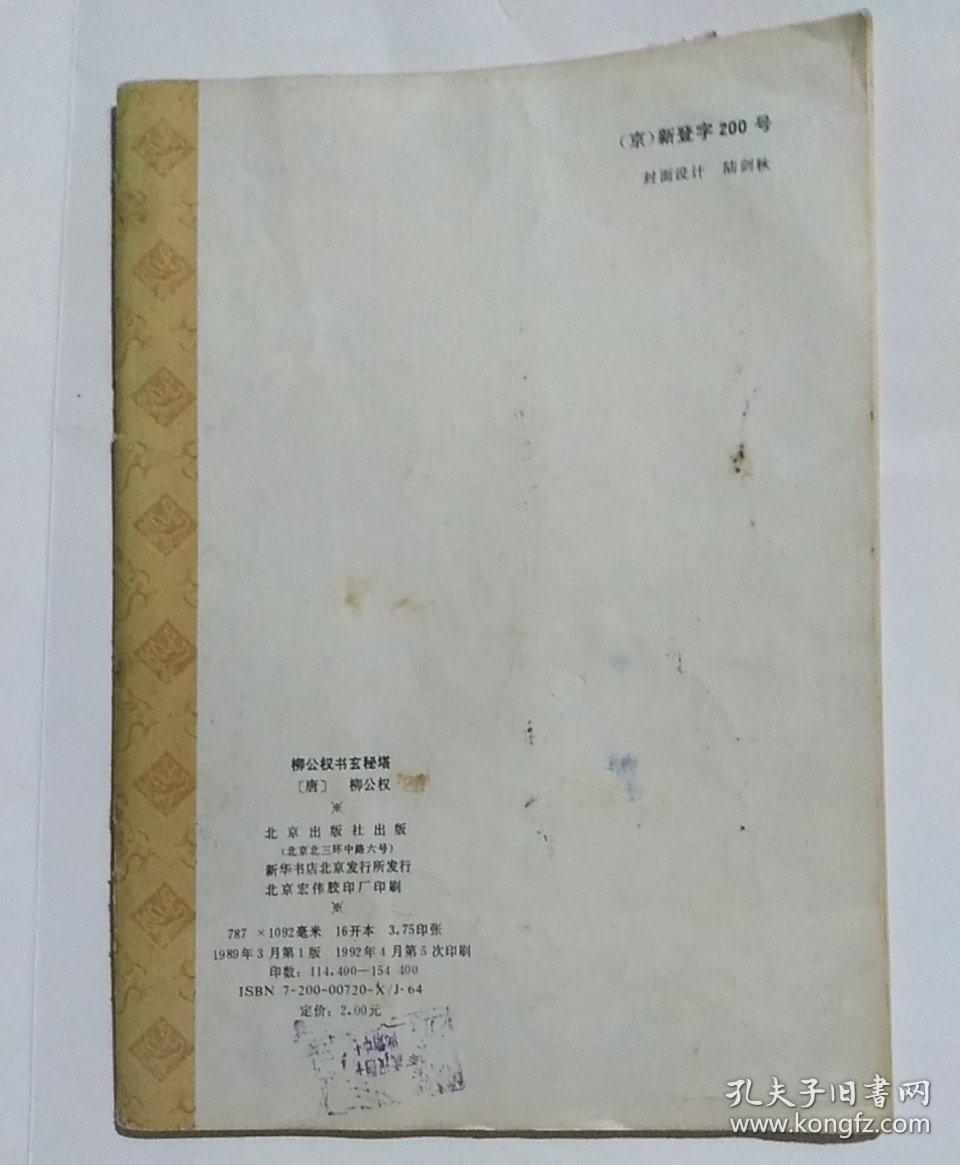 （京）新登字200号
封面设计 陆剑秋
柳公权书玄秘塔
〔唐〕 柳公权
※
北京出版社出版
（北京北三环中路六号）
新华书店北京发行所发行
北京宏伟胶印厂印刷
※
787 × 1092毫米 16开本 3.75印张
1989年3月第1版 1992年4月第5次印刷
印数：114,400—154 400
ISBN 7-200-00720-X/J·64
定价：2.00元
孔夫子旧书网
www.kongfz.com